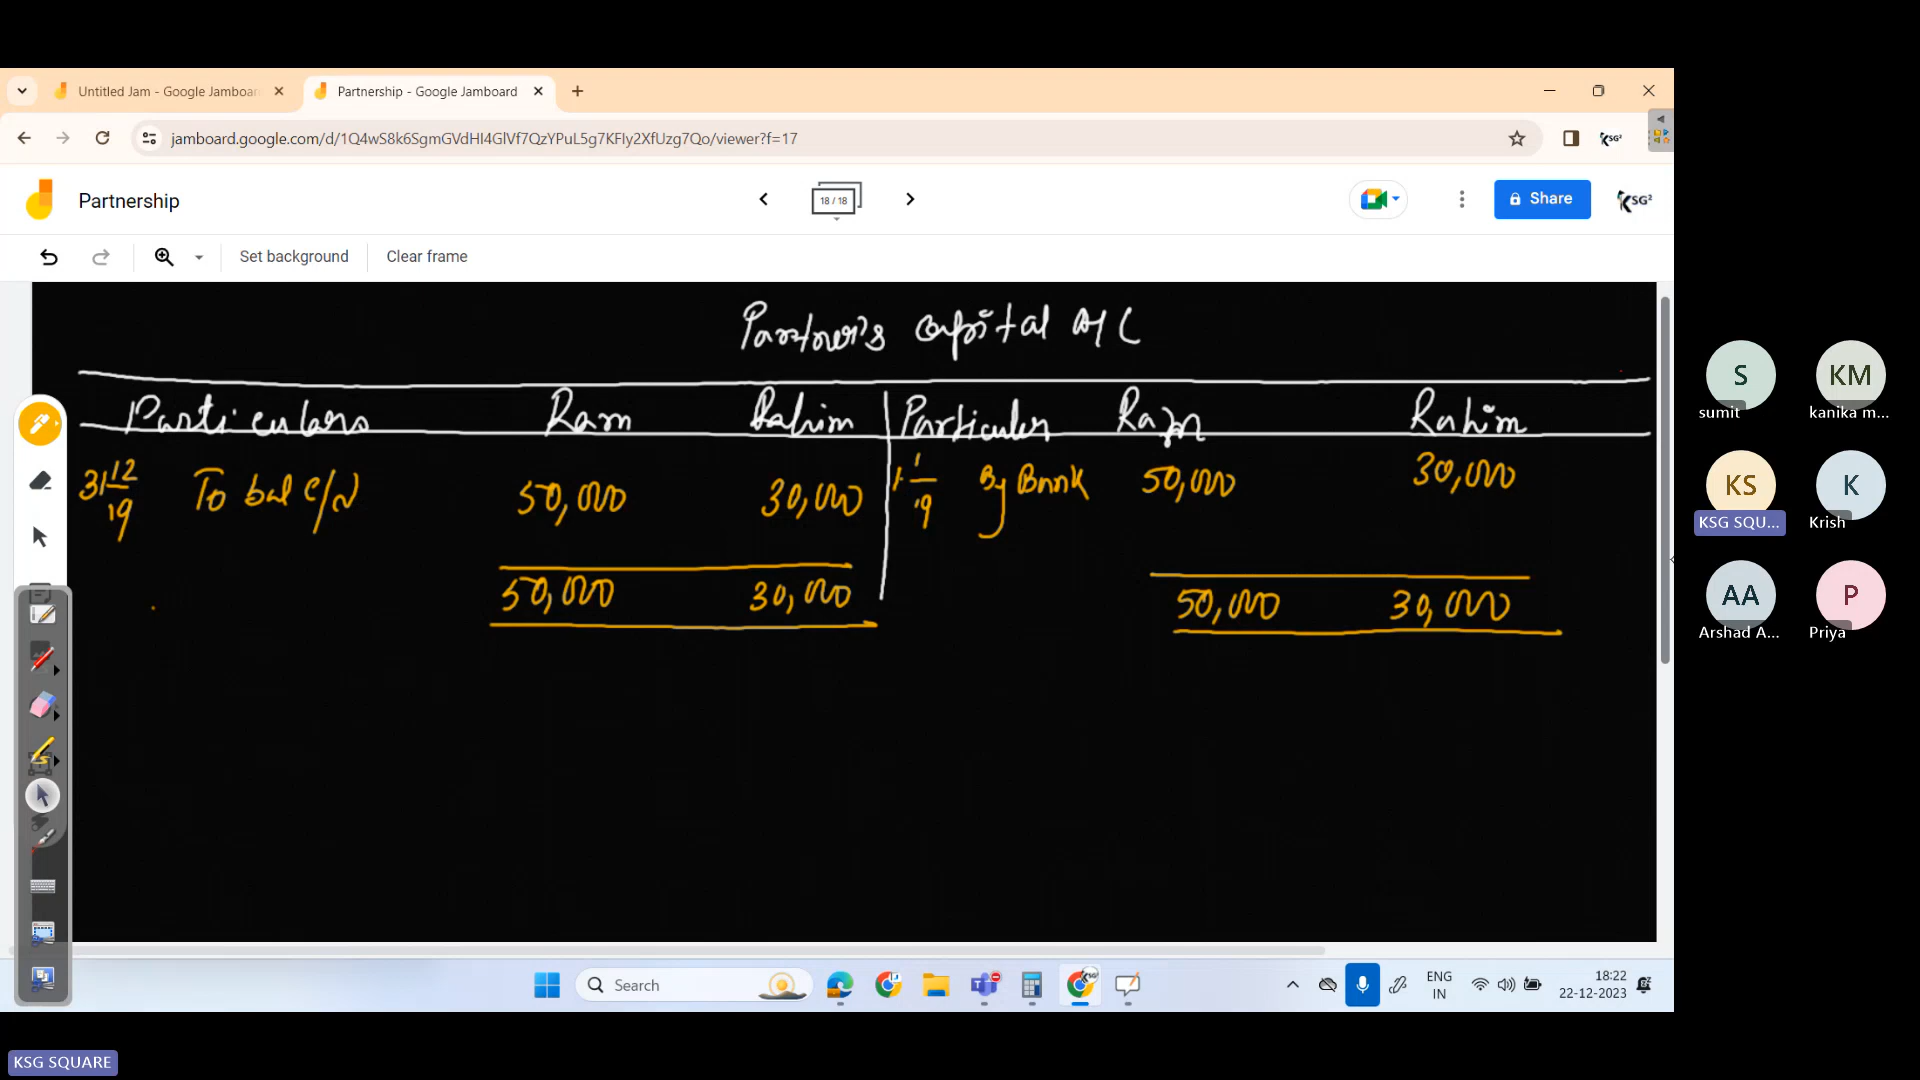 Untitled Jam - Google Jamboar
Partnership - Google Jamboard
jamboard.google.com/d/1Q4wS8k6SgmGVdHI4GlVf7QzYPuL5g7KFIy2XfUzg7Qo/viewer?f=17
KSG²
Partnership
18 / 18
Share
KSG²
Set background
Clear frame
Partner's capital A/C
Particulars Ram Rahim Particular Ram Rahim
31 12/19 To bal c/d 50,000 30,000 1 1/19 By Bank 50,000 30,000
50,000 30,000 50,000 30,000
S
sumit
KM
kanika m...
KS
KSG SQU...
K
Krish
AA
Arshad A...
P
Priya
Search
ENG
IN
18:22
22-12-2023
KSG SQUARE